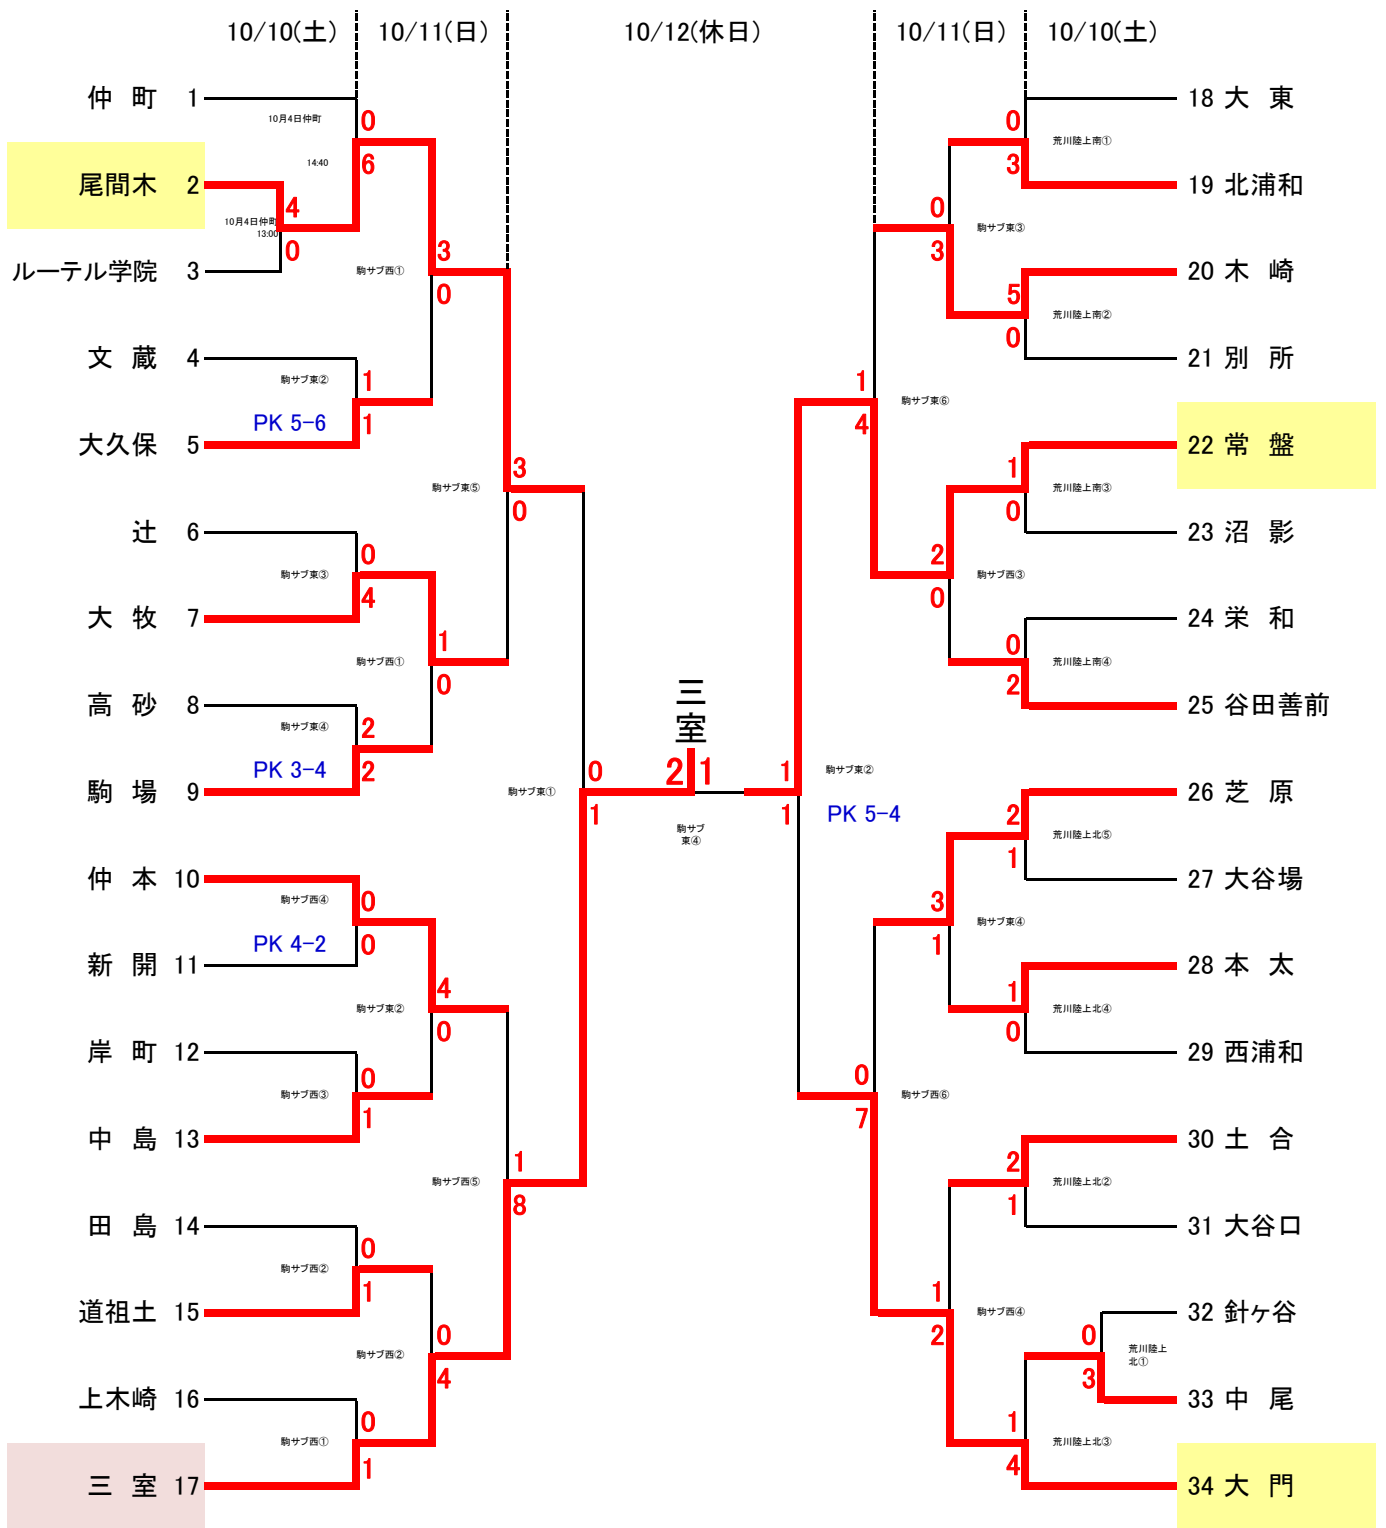 10/10(土) 10/11(日) 10/12(休日) 10/11(日) 10/10(土)
仲 町 1
10月4日仲町
0
14:40
6
尾間木 2
4
10月4日仲町
13:00
0
ルーテル学院 3
駒サブ西①
3
0
文 蔵 4
駒サブ東②
1
PK 5-6
1
大久保 5
駒サブ東⑤
3
0
辻 6
駒サブ東③
0
4
大 牧 7
駒サブ西①
1
0
高 砂 8
駒サブ東④
2
PK 3-4
2
駒 場 9
駒サブ東①
0
1
仲 本 10
駒サブ西④
0
PK 4-2
0
新 開 11
駒サブ東②
4
0
岸 町 12
駒サブ西③
0
1
中 島 13
駒サブ西⑤
1
8
田 島 14
駒サブ西②
0
1
道祖土 15
駒サブ西②
0
4
上木崎 16
駒サブ西①
0
1
三 室 17
三
室
2 1
駒サブ
東④
18 大 東
0
荒川陸上南①
3
19 北浦和
0
駒サブ東③
3
20 木 崎
5
荒川陸上南②
0
21 別 所
1
駒サブ東⑥
4
22 常 盤
1
荒川陸上南③
0
23 沼 影
2
駒サブ西③
0
24 栄 和
0
荒川陸上南④
2
25 谷田善前
1
駒サブ東②
1
PK 5-4
26 芝 原
2
荒川陸上北⑤
1
27 大谷場
3
駒サブ東④
1
28 本 太
1
荒川陸上北④
0
29 西浦和
0
駒サブ西⑥
7
30 土 合
2
荒川陸上北②
1
31 大谷口
1
駒サブ西④
2
32 針ヶ谷
0
荒川陸上
北①
3
33 中 尾
1
荒川陸上北③
4
34 大 門